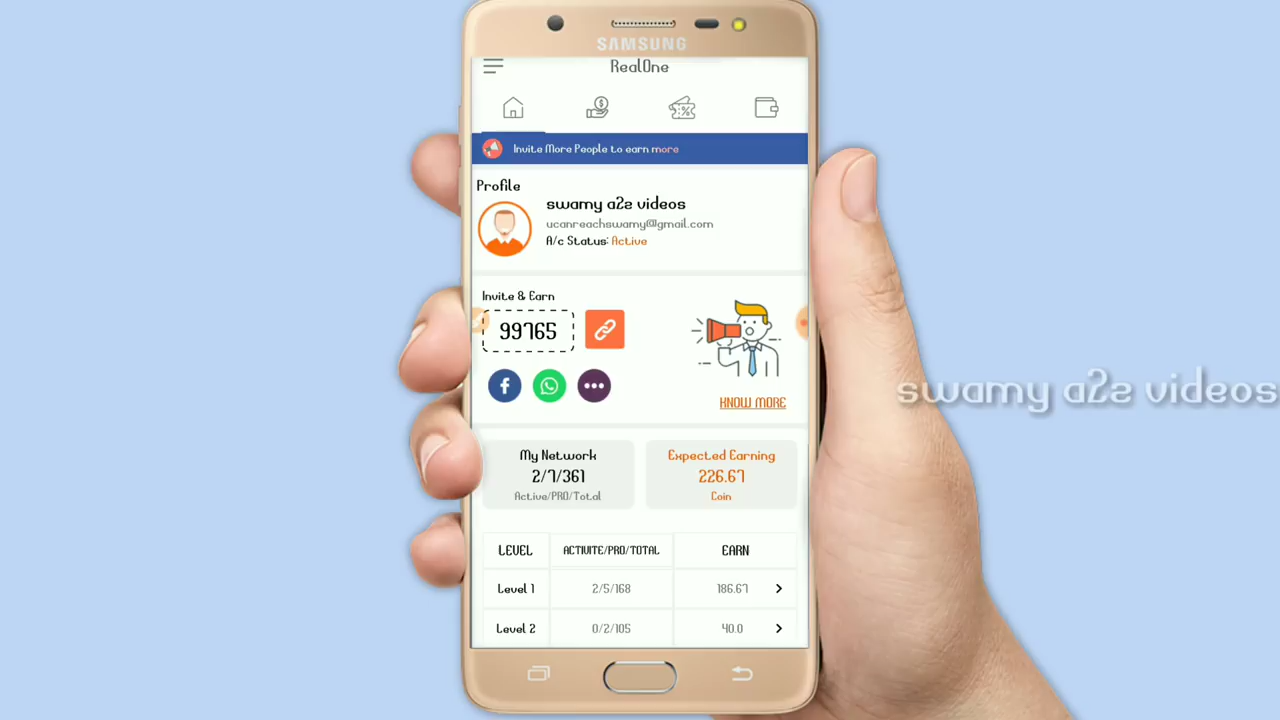 SAMSUNG
RealOne
Invite More People to earn more
Profile
swamy a2z videos
ucanreachswamy@gmail.com
A/c Status: Active
Invite & Earn
99765
KNOW MORE
My Network
2/7/361
Active/PRO/Total
Expected Earning
226.67
Coin
LEVEL ACTIVITE/PRO/TOTAL EARN
Level 1 2/5/168 186.67
Level 2 0/2/105 40.0
swamy a2z videos